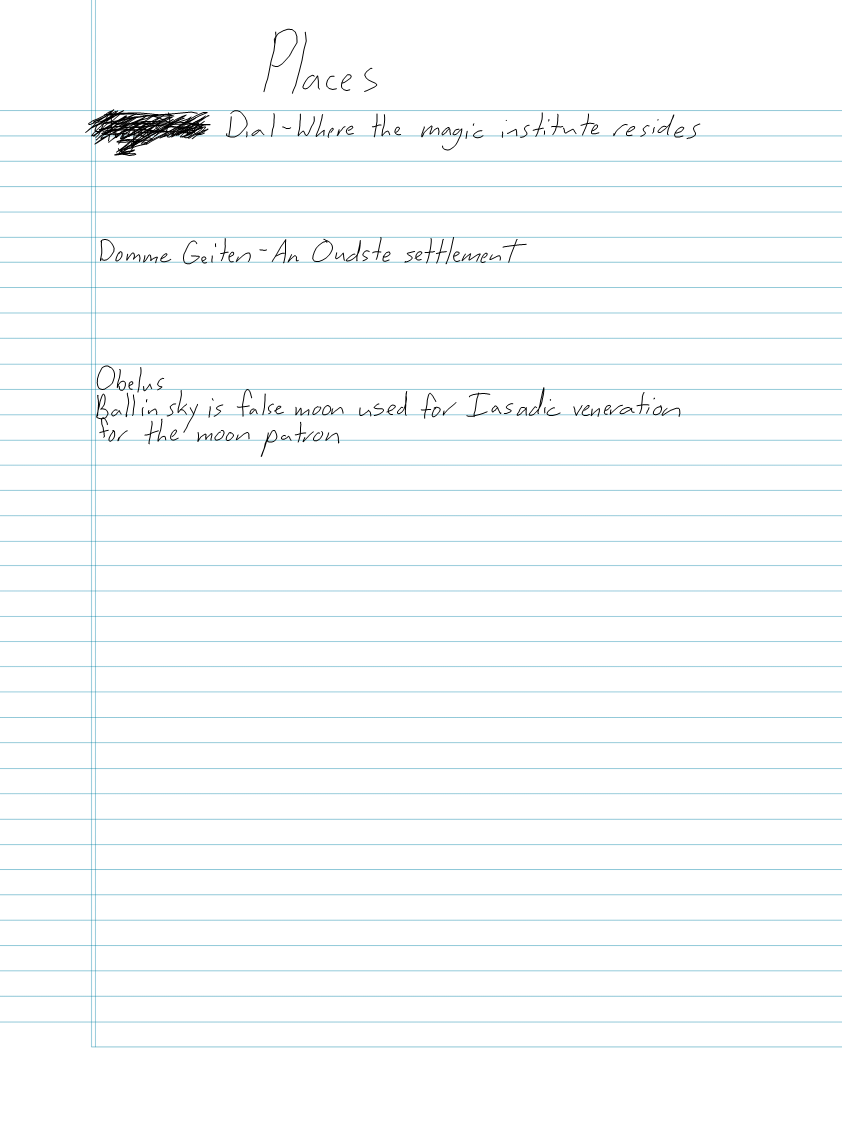 Places
Dial-Where the magic institute resides
Domme Geiten-An Oudste settlement
Obelus
Ball in sky is false moon used for Iasadic veneration
for the moon patron